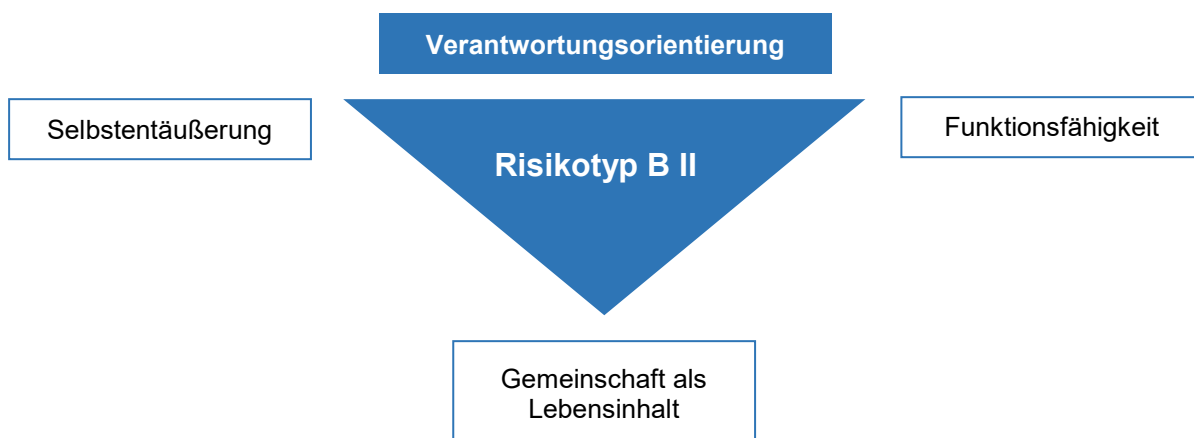 Verantwortungsorientierung
Selbstentäußerung
Funktionsfähigkeit
Risikotyp B II
Gemeinschaft als
Lebensinhalt